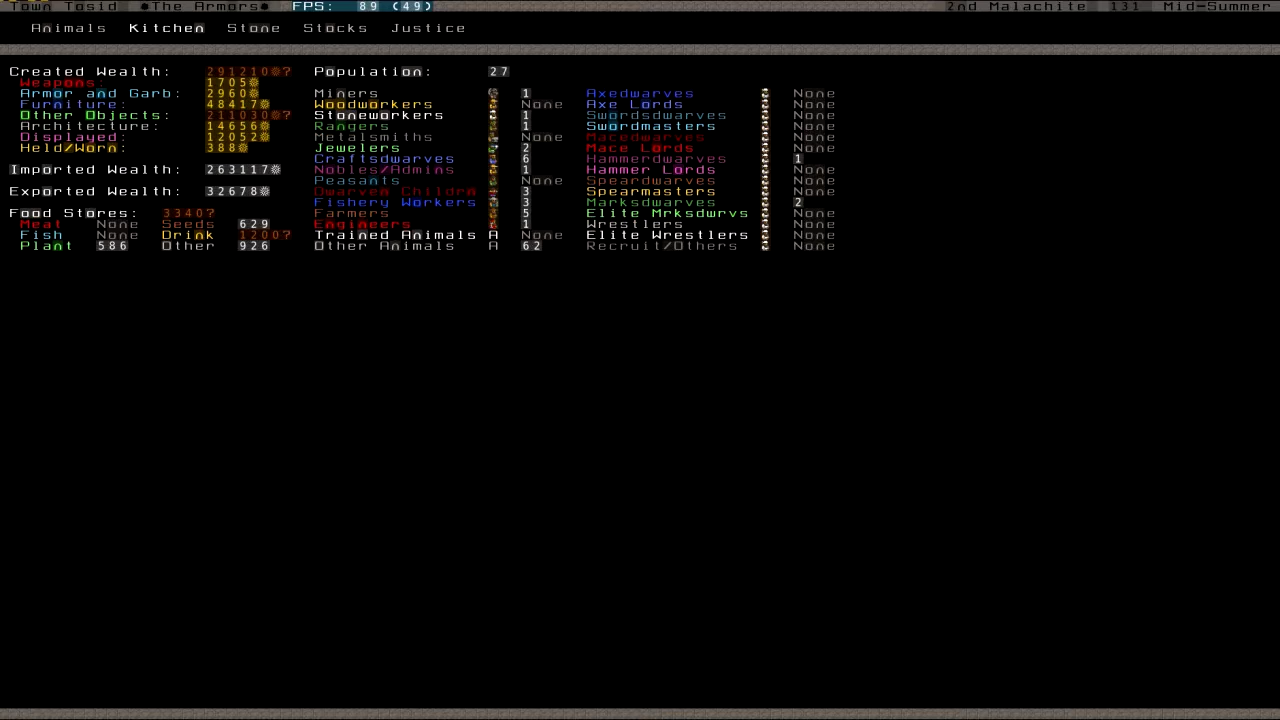 Town Tosid *The Armors* FPS: 89 (49) 2nd Malachite 131 Mid-Summer
Animals Kitchen Stone Stocks Justice
Created Wealth: 291210☼? Population: 27
Weapons: 1705☼
Armor and Garb: 2960☼ Miners 1 Axedwarves None
Furniture: 48417☼ Woodworkers None Axe Lords None
Other Objects: 211030☼? Stoneworkers 1 Swordsdwarves None
Architecture: 14656☼ Rangers 1 Swordmasters None
Displayed: 12052☼ Metalsmiths None Macedwarves None
Held/Worn: 388☼ Jewelers 2 Mace Lords None
Craftsdwarves 6 Hammerdwarves 1
Imported Wealth: 263117☼ Nobles/Admins 1 Hammer Lords None
Peasants None Speardwarves None
Exported Wealth: 32678☼ Dwarven Childrn 3 Spearmasters None
Fishery Workers 3 Marksdwarves 2
Food Stores: 3340? Farmers 5 Elite Mrksdwrvs None
Meat None Seeds 629 Engineers 1 Wrestlers None
Fish None Drink 1200? Trained Animals A None Elite Wrestlers None
Plant 586 Other 926 Other Animals A 62 Recruit/Others None